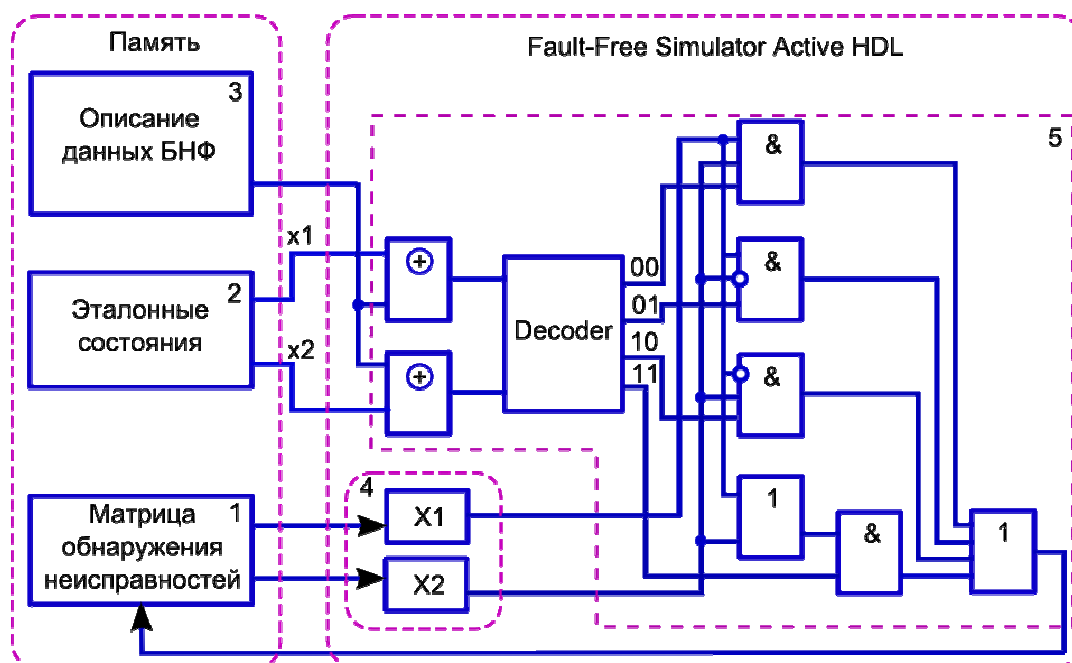 Память
Fault-Free Simulator Active HDL
3
Описание
данных БНФ
5
&
x1
2
Эталонные
состояния
x2
+
+
Decoder
00
01
10
11
&
&
1
&
1
1
Матрица
обнаружения
неисправностей
4
X1
X2